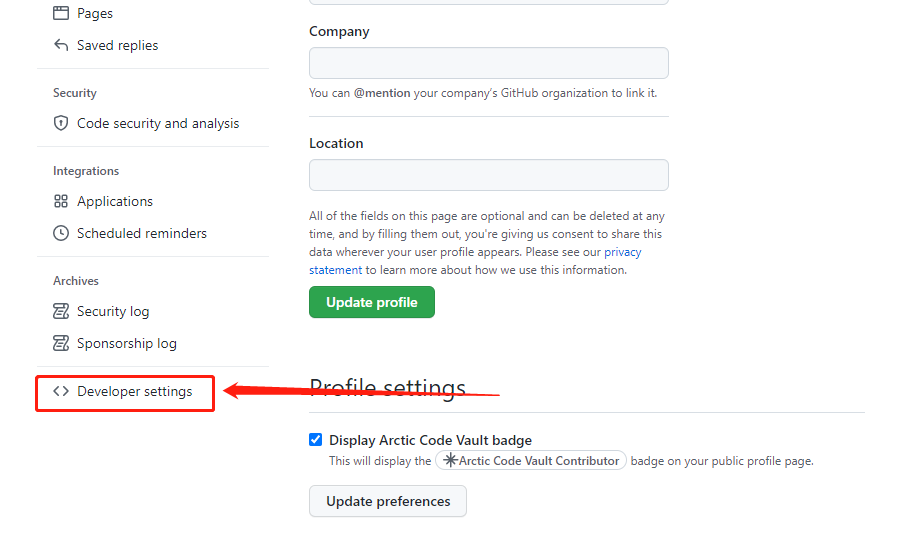 Pages
Saved replies
Security
Code security and analysis
Integrations
Applications
Scheduled reminders
Archives
Security log
Sponsorship log
Developer settings
Company
You can @mention your company's GitHub organization to link it.
Location
All of the fields on this page are optional and can be deleted at any
time, and by filling them out, you're giving us consent to share this
data wherever your user profile appears. Please see our privacy
statement to learn more about how we use this information.
Update profile
Profile settings
Display Arctic Code Vault badge
This will display the Arctic Code Vault Contributor badge on your public profile page.
Update preferences